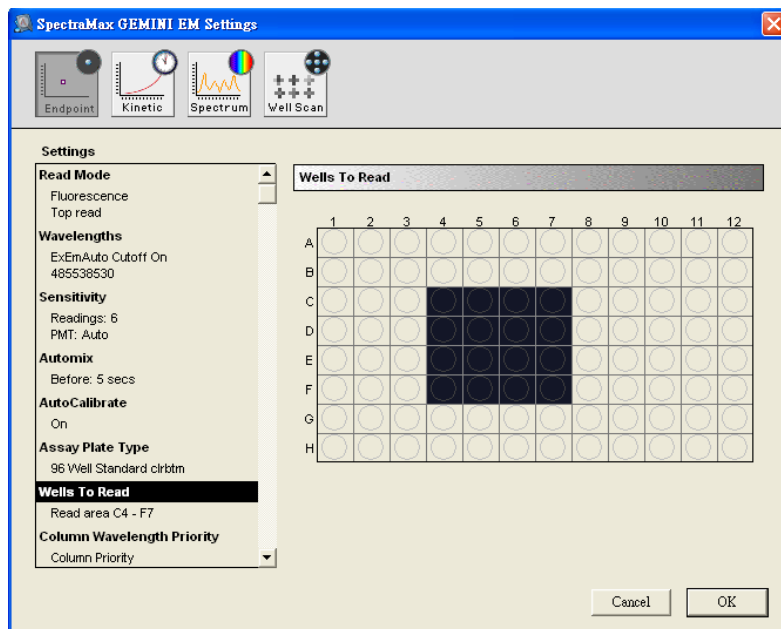 SpectraMax GEMINI EM Settings
Endpoint Kinetic Spectrum Well Scan
Settings
Read Mode
Fluorescence
Top read
Wavelengths
ExEmAuto Cutoff On
485538530
Sensitivity
Readings: 6
PMT: Auto
Automix
Before: 5 secs
AutoCalibrate
On
Assay Plate Type
96 Well Standard clrbtm
Wells To Read
Read area C4 - F7
Column Wavelength Priority
Column Priority
Wells To Read
1 2 3 4 5 6 7 8 9 10 11 12
A
B
C
D
E
F
G
H
Cancel OK